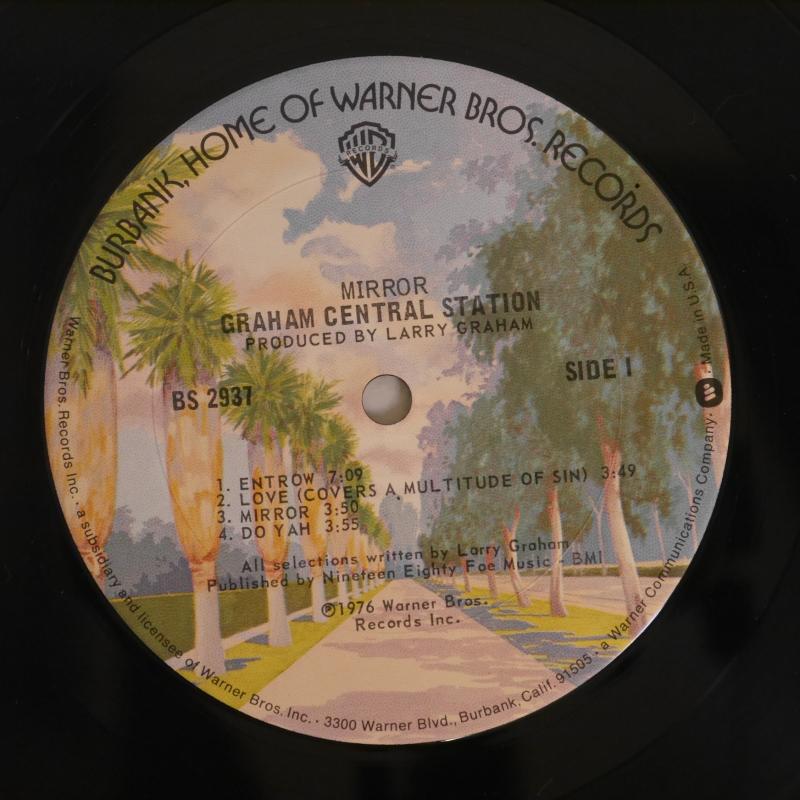 BURBANK, HOME OF WARNER BROS. RECORDS
RECORDS
MIRROR
GRAHAM CENTRAL STATION
PRODUCED BY LARRY GRAHAM
BS 2937
SIDE 1
1. ENTROW 7:09
2. LOVE (COVERS A MULTITUDE OF SIN) 3:49
3. MIRROR 3:50
4. DO YAH 3:55
All selections written by Larry Graham
Published by Nineteen Eighty Foe Music - BMI
℗1976 Warner Bros.
Records Inc.
Warner Bros. Records Inc. · a subsidiary and licensee of Warner Bros. Inc. · 3300 Warner Blvd., Burbank, Calif. 91505 · a Warner Communications Company · Made in U.S.A.